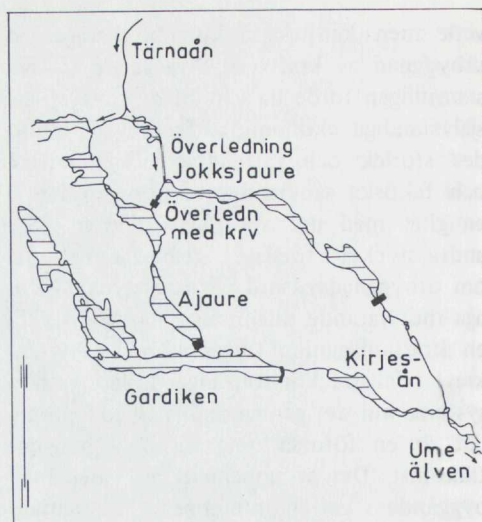 Tärnaån
Överledning
Jokksjaure
Överledn
med krv
Ajaure
Gardiken
Kirjes-
ån
Ume
älven